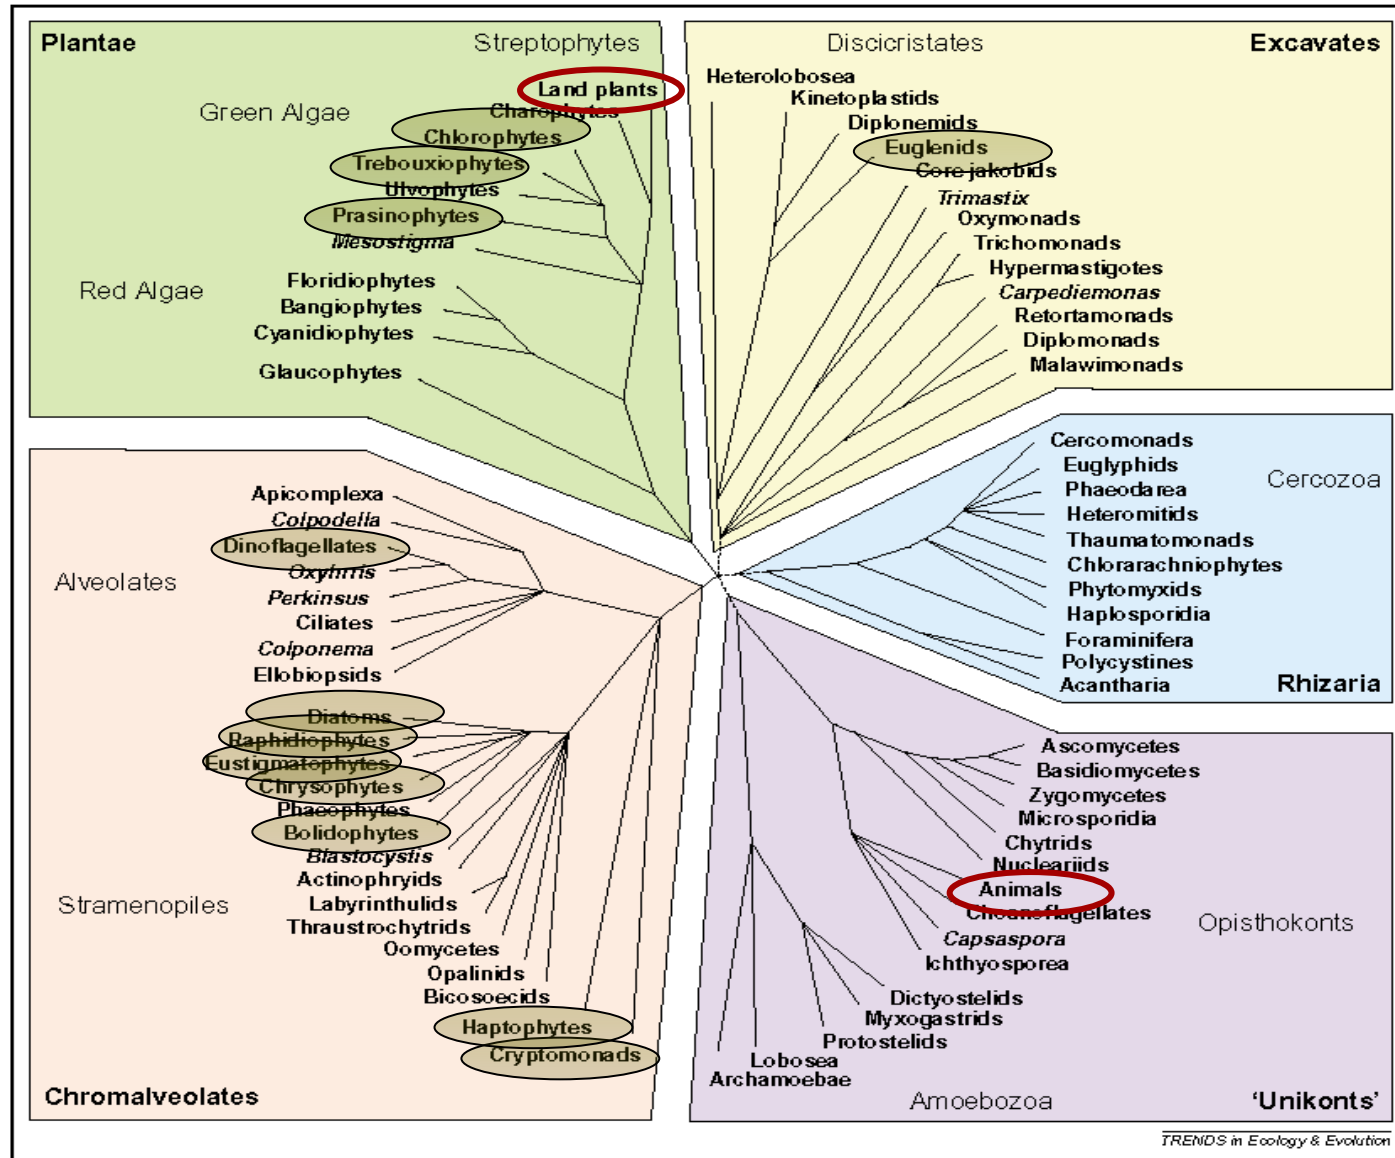 Plantae
Streptophytes
Land plants
Charophytes
Green Algae
Chlorophytes
Trebouxiophytes
Ulvophytes
Prasinophytes
Mesostigma
Red Algae
Floridiophytes
Bangiophytes
Cyanidiophytes
Glaucophytes
Discicristates
Excavates
Heterolobosea
Kinetoplastids
Diplonemids
Euglenids
Core jakobids
Trimastix
Oxymonads
Trichomonads
Hypermastigotes
Carpediemonas
Retortamonads
Diplomonads
Malawimonads
Cercomonads
Euglyphids
Cercozoa
Phaeodarea
Heteromitids
Thaumatomonads
Chlorarachniophytes
Phytomyxids
Haplosporidia
Foraminifera
Polycystines
Acantharia
Rhizaria
Apicomplexa
Colpodella
Dinoflagellates
Alveolates
Oxyhrris
Perkinsus
Ciliates
Colponema
Ellobiopsids
Diatoms
Raphidiophytes
Eustigmatophytes
Chrysophytes
Phaeophytes
Bolidophytes
Blastocystis
Actinophryids
Stramenopiles
Labyrinthulids
Thraustrochytrids
Oomycetes
Opalinids
Bicosoecids
Haptophytes
Cryptomonads
Chromalveolates
Ascomycetes
Basidiomycetes
Zygomycetes
Microsporidia
Chytrids
Nucleariids
Animals
Choanoflagellates
Opisthokonts
Capsaspora
Ichthyosporea
Dictyostelids
Myxogastrids
Protostelids
Lobosea
Archamoebae
Amoebozoa
‘Unikonts’
TRENDS in Ecology & Evolution